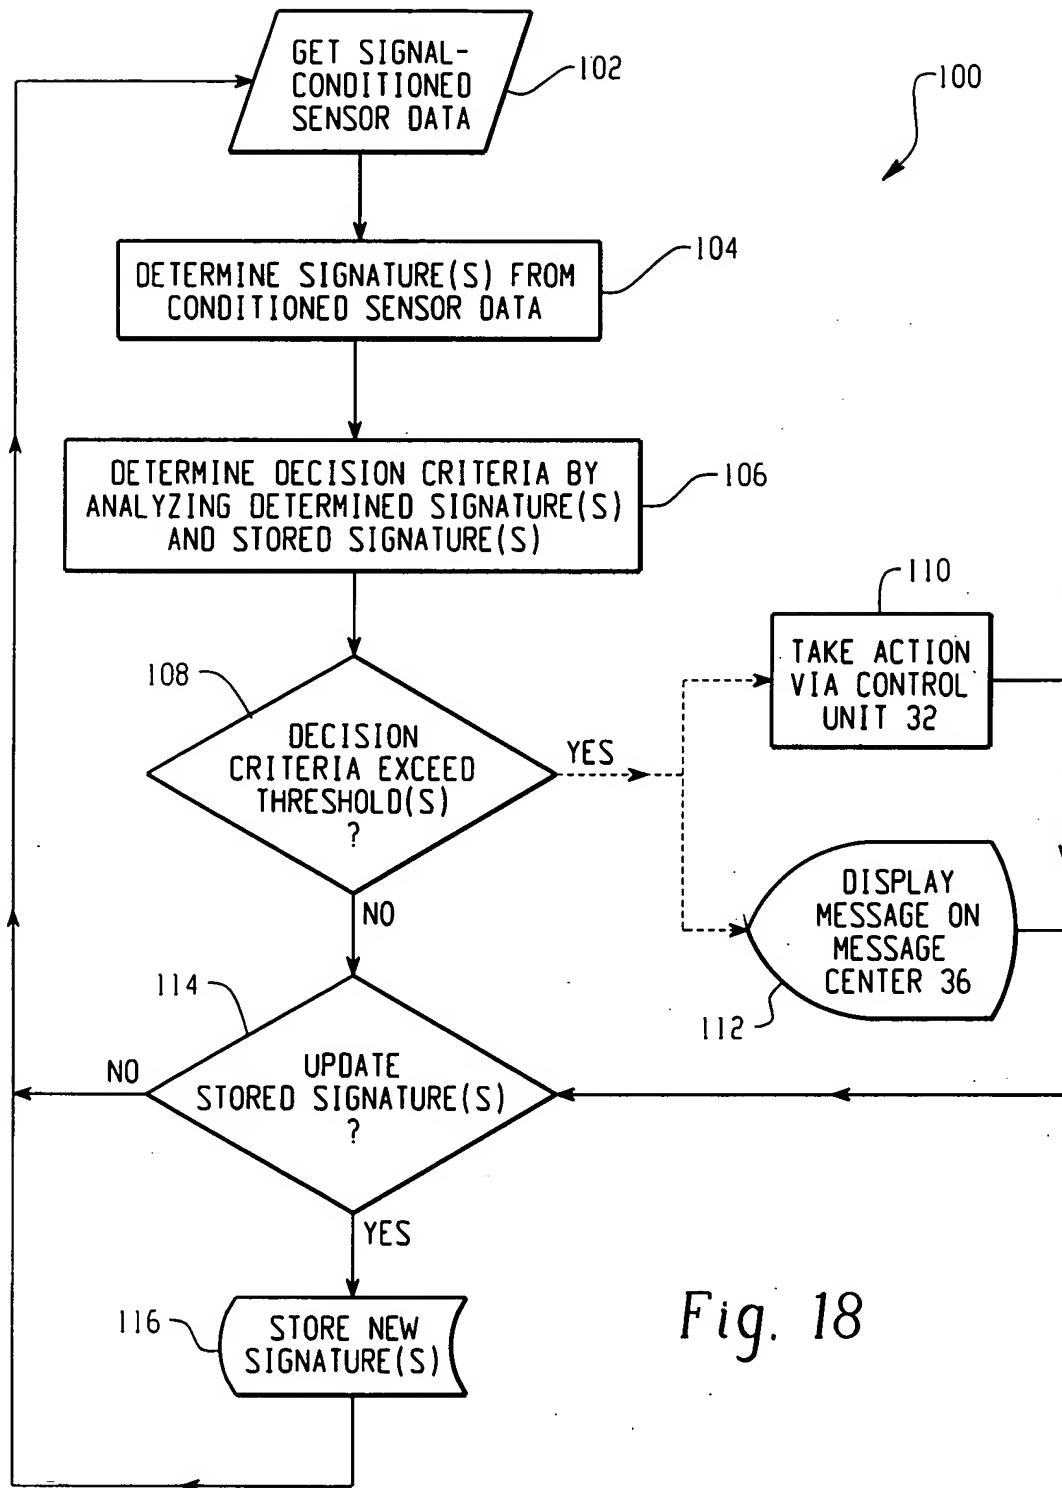 GET SIGNAL-
CONDITIONED
SENSOR DATA
102
100
104
DETERMINE SIGNATURE(S) FROM
CONDITIONED SENSOR DATA
106
DETERMINE DECISION CRITERIA BY
ANALYZING DETERMINED SIGNATURE(S)
AND STORED SIGNATURE(S)
108
DECISION
CRITERIA EXCEED
THRESHOLD(S)
?
YES
NO
110
TAKE ACTION
VIA CONTROL
UNIT 32
DISPLAY
MESSAGE ON
MESSAGE
CENTER 36
112
114
UPDATE
STORED SIGNATURE(S)
?
NO
YES
116
STORE NEW
SIGNATURE(S)
Fig. 18